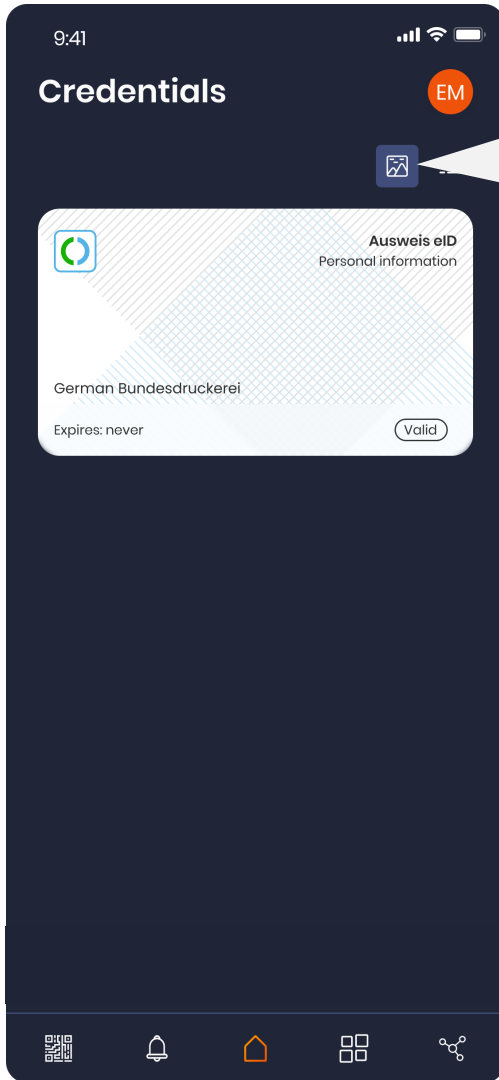 9:41
Credentials
EM
Ausweis eID
Personal information
German Bundesdruckerei
Expires: never
Valid